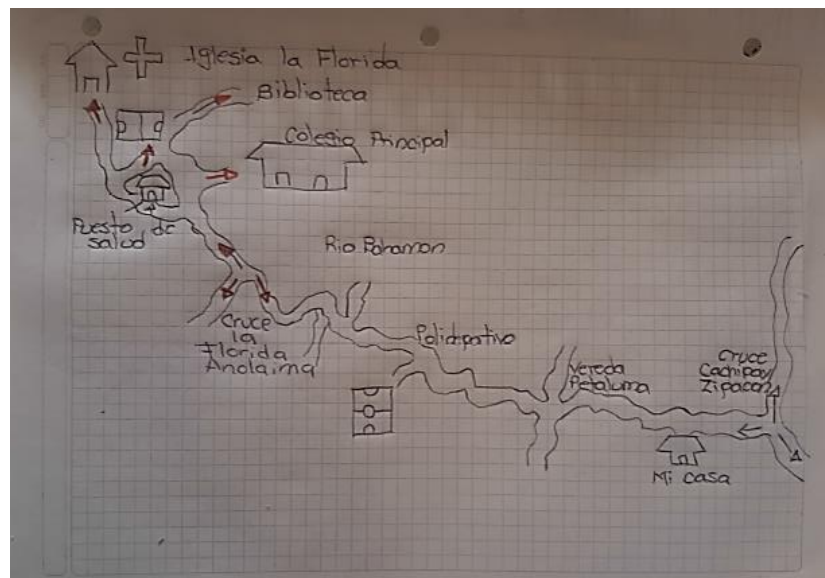 Iglesia la Florida
Biblioteca
Colegio Principal
Puesto de
salud
Rio Bahamon
Cruce
la
Florida
Anolaima
Polideportivo
Vereda
Petaluma
Cruce
Cachipay
Zipacon
Mi casa